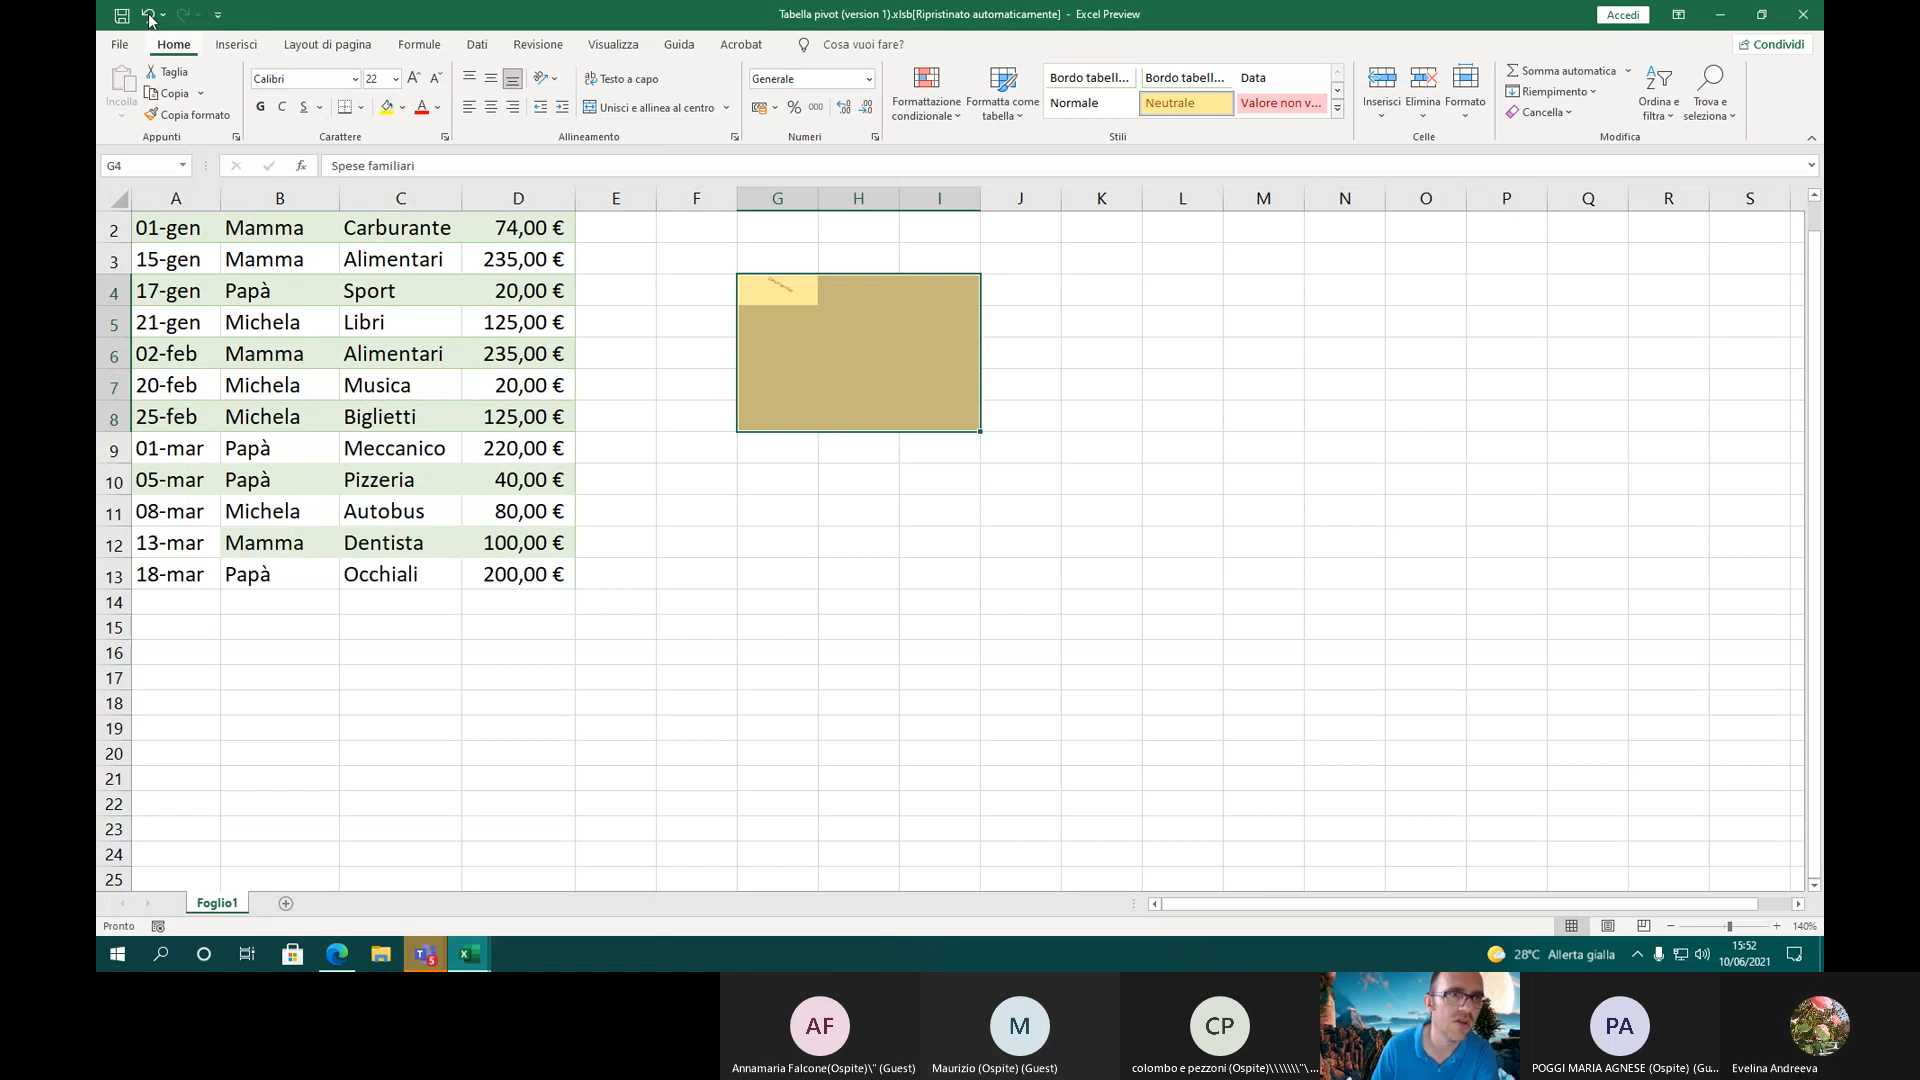 Tabella pivot (version 1).xlsb[Ripristinato automaticamente] - Excel Preview
Accedi
File Home Inserisci Layout di pagina Formule Dati Revisione Visualizza Guida Acrobat Cosa vuoi fare? Condividi
Incolla
Taglia
Copia
Copia formato
Appunti
Calibri 22
G C S
Carattere
Testo a capo
Unisci e allinea al centro
Allineamento
Generale
% 000
Numeri
Formattazione condizionale
Formatta come tabella
Bordo tabell... Bordo tabell... Data
Normale Neutrale Valore non v...
Stili
Inserisci Elimina Formato
Celle
Somma automatica
Riempimento
Cancella
Ordina e filtra
Trova e seleziona
Modifica
G4 fx Spese familiari
A B C D E F G H I J K L M N O P Q R S
2 01-gen Mamma Carburante 74,00 €
3 15-gen Mamma Alimentari 235,00 €
4 17-gen Papà Sport 20,00 €
5 21-gen Michela Libri 125,00 €
6 02-feb Mamma Alimentari 235,00 €
7 20-feb Michela Musica 20,00 €
8 25-feb Michela Biglietti 125,00 €
9 01-mar Papà Meccanico 220,00 €
10 05-mar Papà Pizzeria 40,00 €
11 08-mar Michela Autobus 80,00 €
12 13-mar Mamma Dentista 100,00 €
13 18-mar Papà Occhiali 200,00 €
14
15
16
17
18
19
20
21
22
23
24
25
Foglio1
Pronto
140%
28°C Allerta gialla
15:52
10/06/2021
5
AF M CP PA
Annamaria Falcone(Ospite)\" (Guest) Maurizio (Ospite) (Guest) colombo e pezzoni (Ospite)\\\\\\\"\... POGGI MARIA AGNESE (Ospite) (Gu... Evelina Andreeva